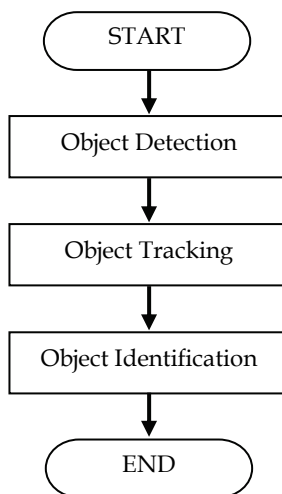 START
Object Detection
Object Tracking
Object Identification
END